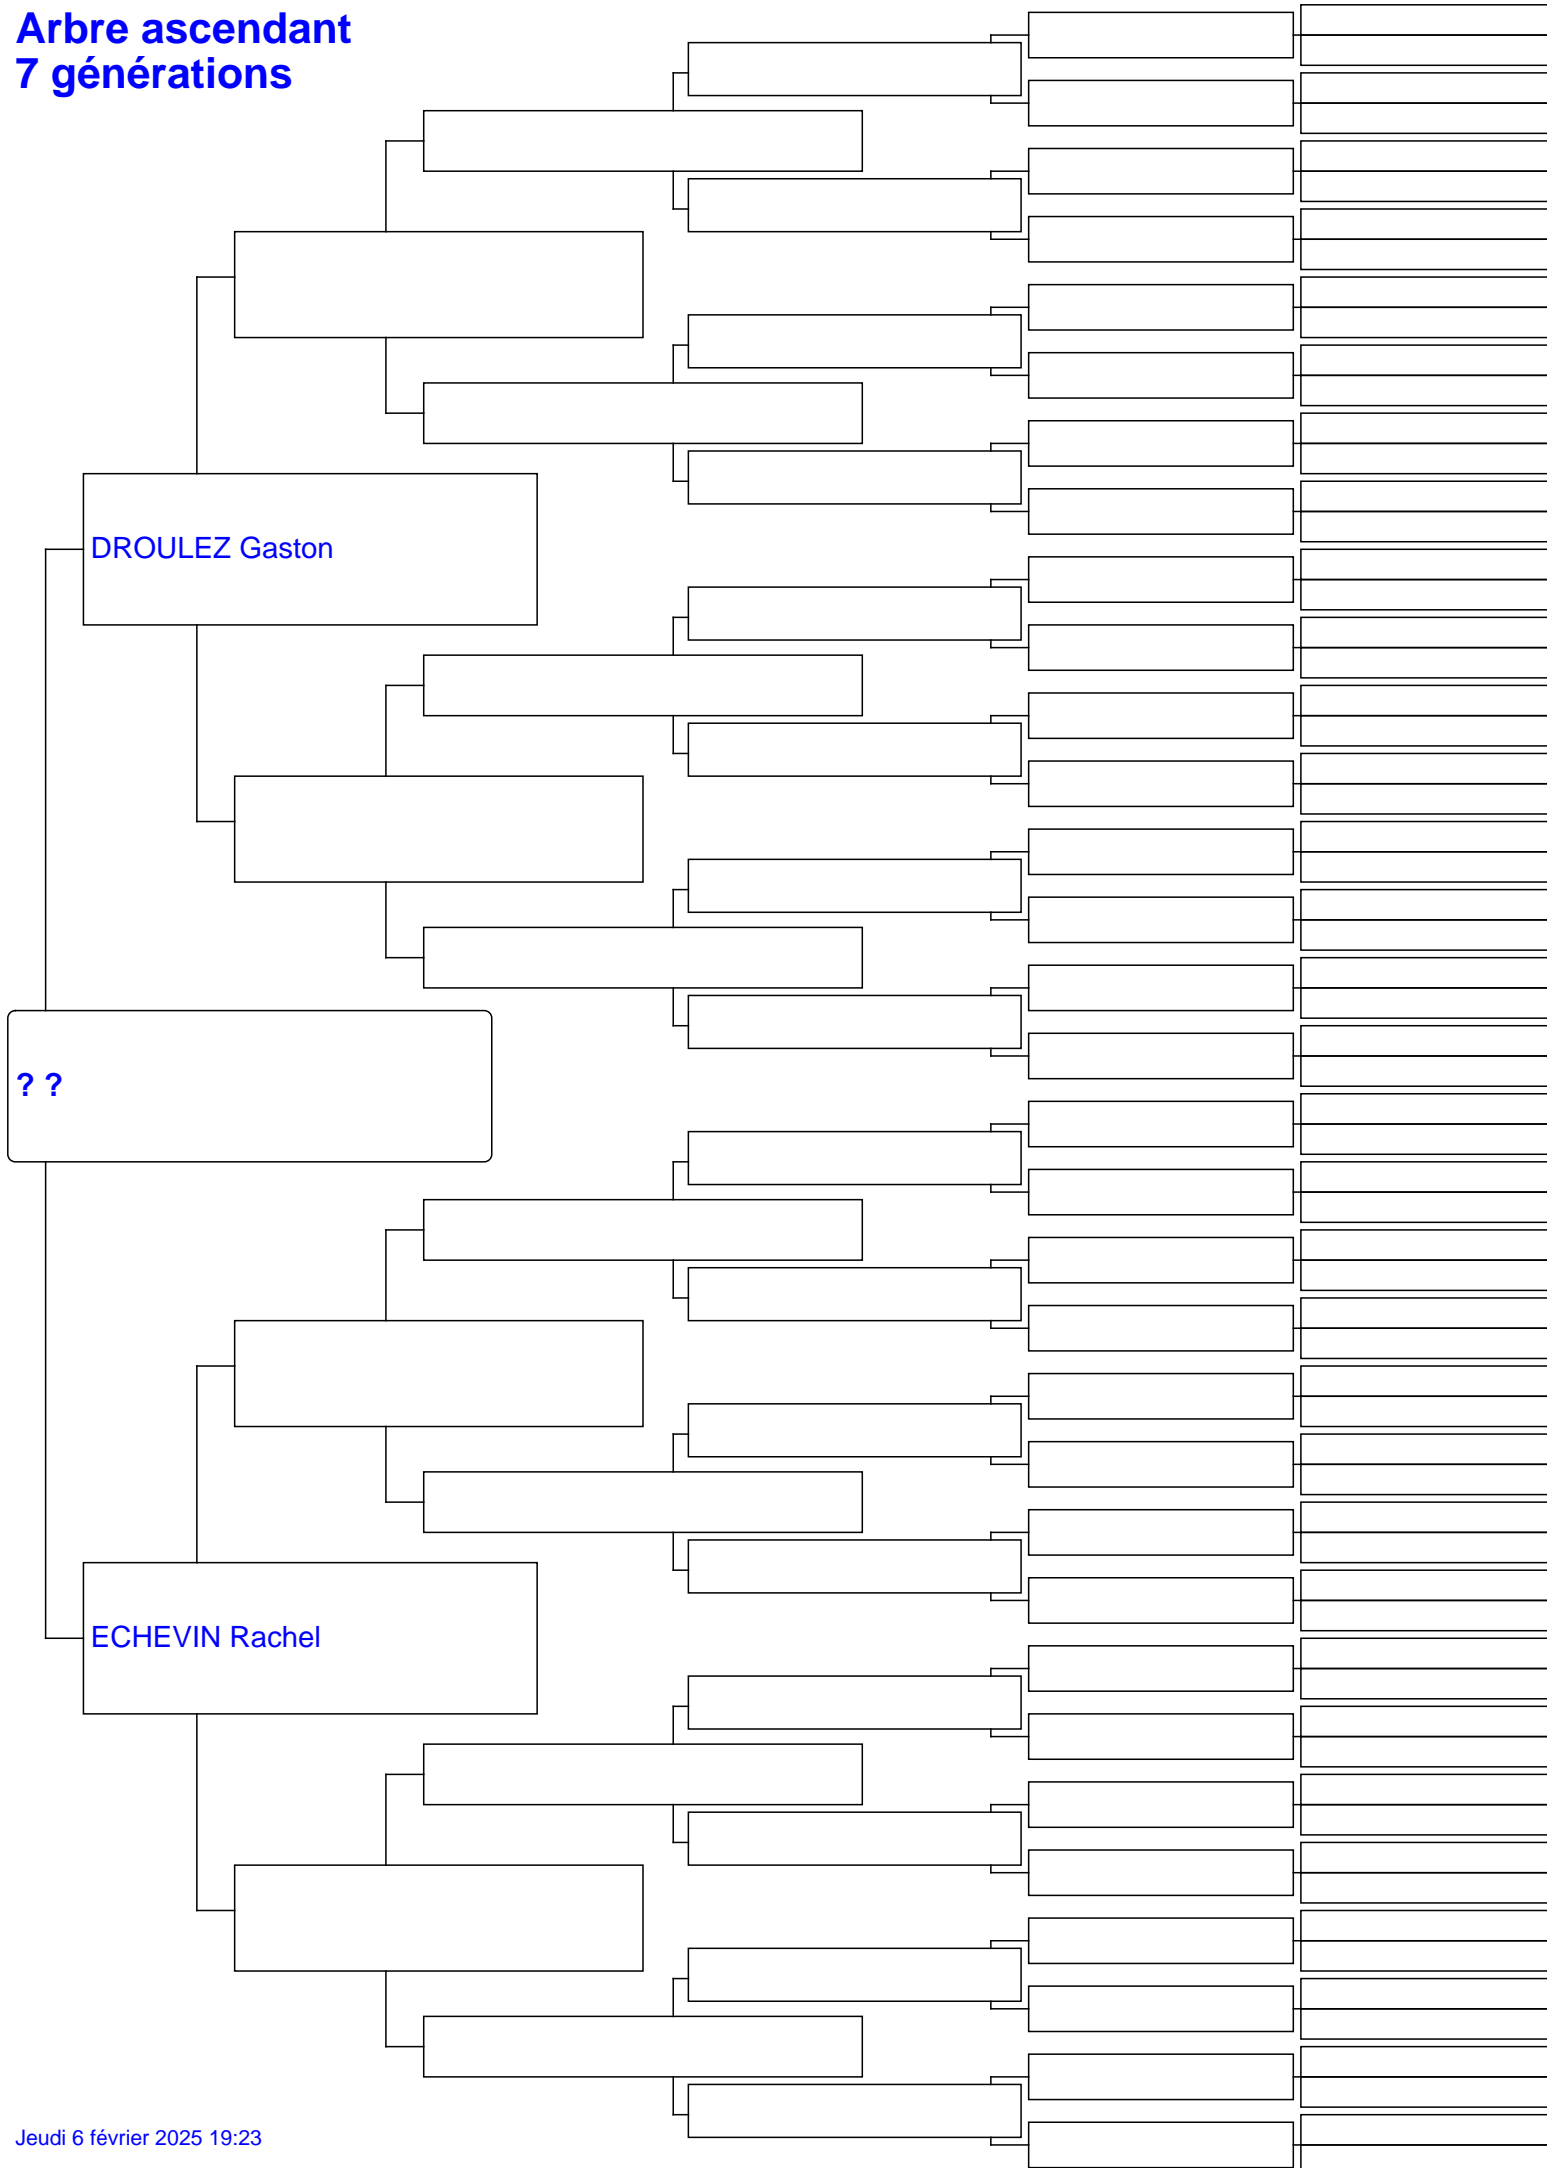 Arbre ascendant
7 générations
DROULEZ Gaston
? ?
ECHEVIN Rachel
Jeudi 6 février 2025 19:23